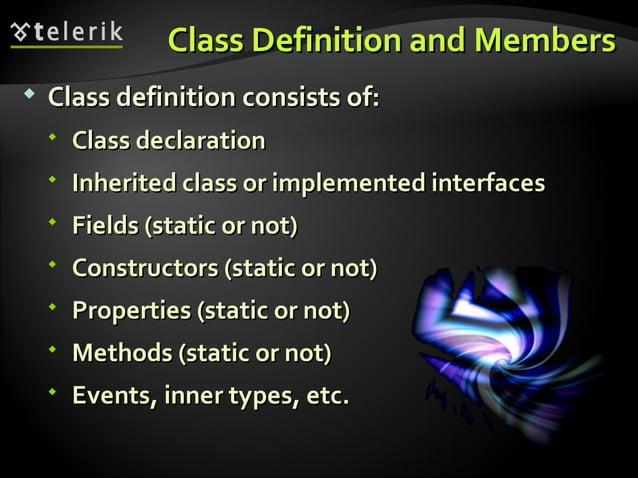 telerik
Class Definition and Members
Class definition consists of:
Class declaration
Inherited class or implemented interfaces
Fields (static or not)
Constructors (static or not)
Properties (static or not)
Methods (static or not)
Events, inner types, etc.